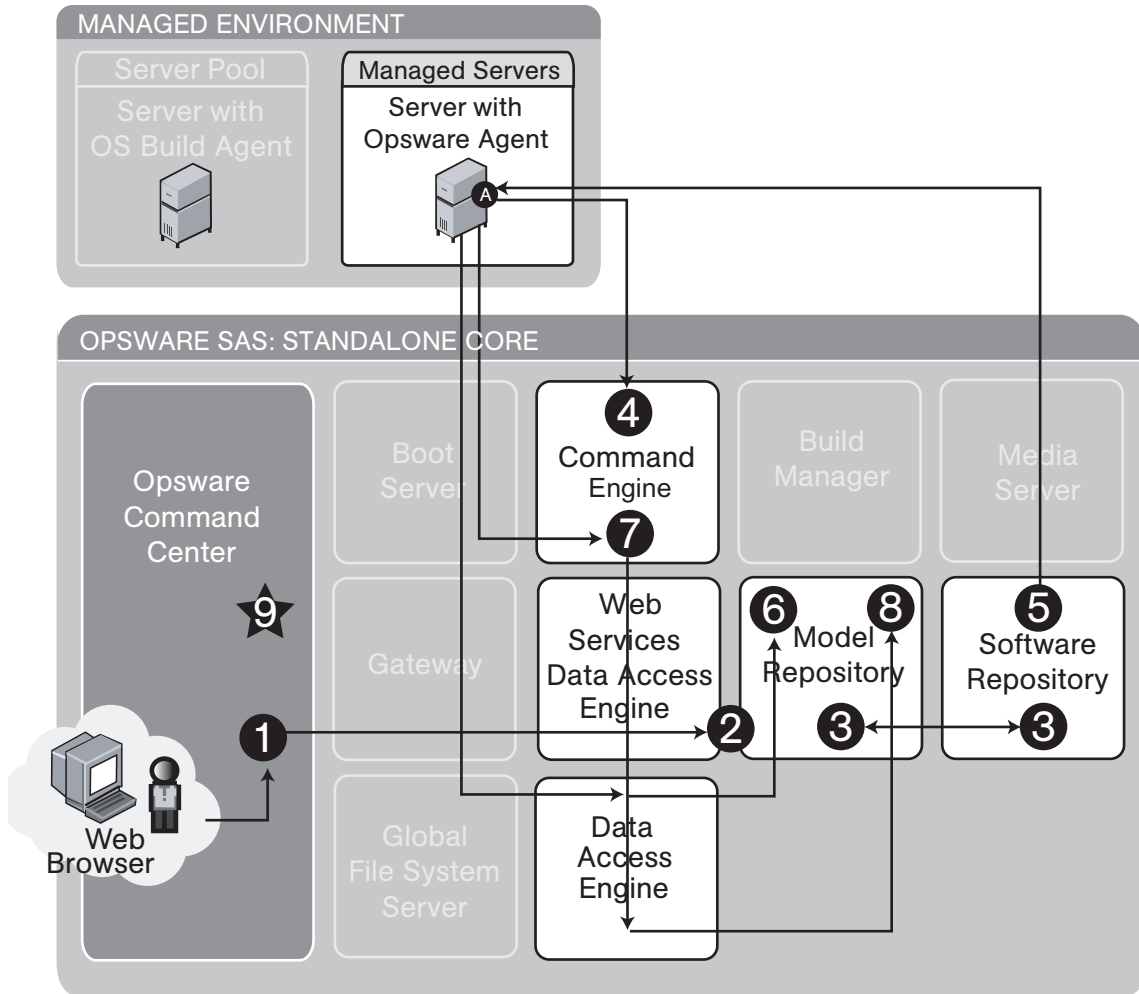 MANAGED ENVIRONMENT
Server Pool
Server with
OS Build Agent
Managed Servers
Server with
Opsware Agent
A
OPSWARE SAS: STANDALONE CORE
Opsware
Command
Center
9
1
Web
Browser
Boot
Server
Gateway
Global
File System
Server
4
Command
Engine
7
Web
Services
Data Access
Engine
2
Data
Access
Engine
Build
Manager
6
8
Model
Repository
3
Media
Server
5
Software
Repository
3